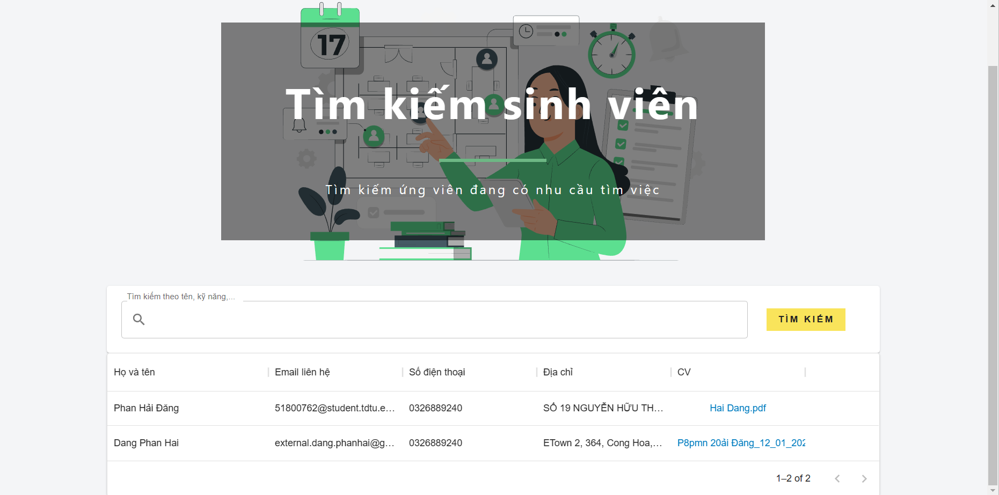 17
Tìm kiếm sinh viên
Tìm kiếm ứng viên đang có nhu cầu tìm việc
Tìm kiếm theo tên, kỹ năng,...
TÌM KIẾM
Họ và tên Email liên hệ Số điện thoại Địa chỉ CV
Phan Hải Đăng 51800762@student.tdtu.e... 0326889240 SỐ 19 NGUYỄN HỮU TH... Hai Dang.pdf
Dang Phan Hai external.dang.phanhai@g... 0326889240 ETown 2, 364, Cong Hoa,... P8pmn 20ải Đăng_12_01_202
1–2 of 2